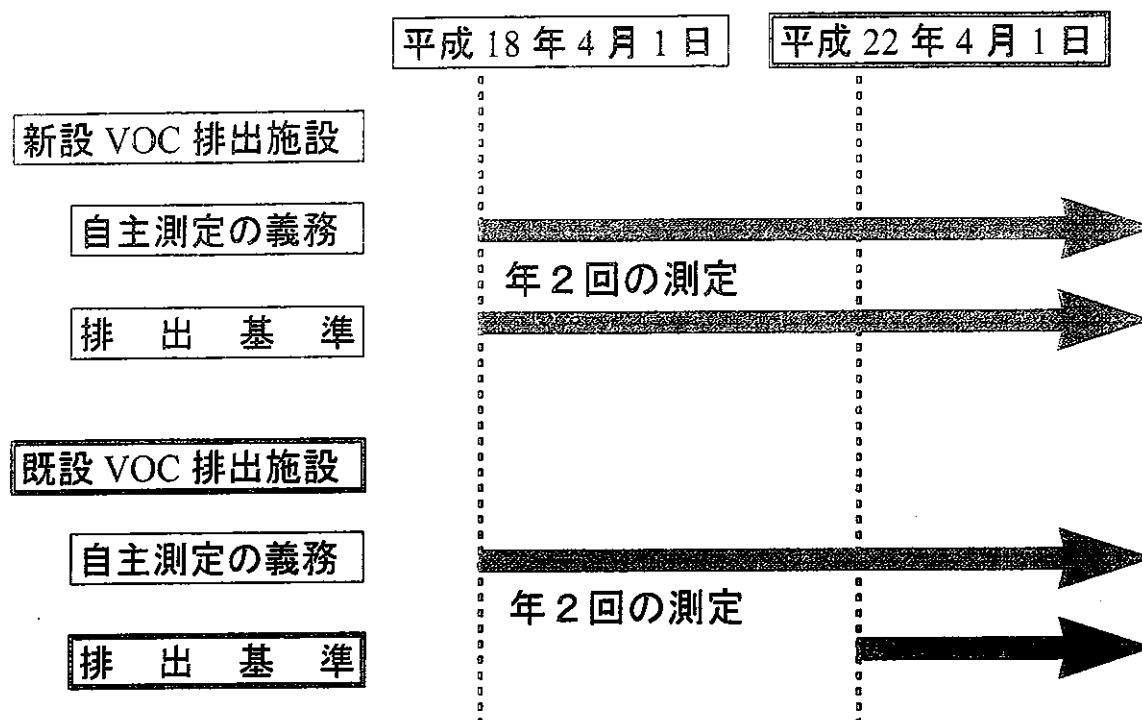 平成 18 年 4 月 1 日
平成 22 年 4 月 1 日
新設 VOC 排出施設
自主測定の義務
年２回の測定
排 出 基 準
既設 VOC 排出施設
自主測定の義務
年２回の測定
排 出 基 準